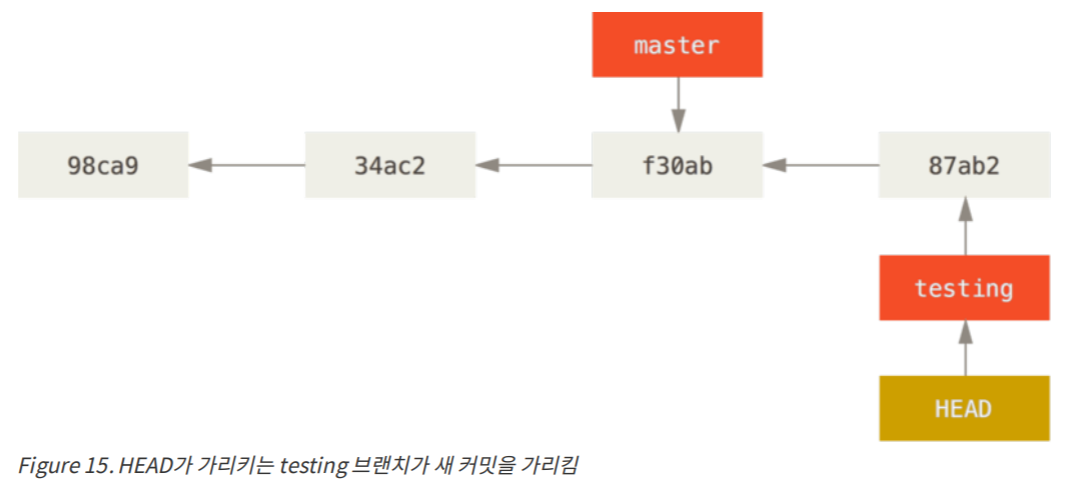 master
98ca9
34ac2
f30ab
87ab2
testing
HEAD
Figure 15. HEAD가 가리키는 testing 브랜치가 새 커밋을 가리킴